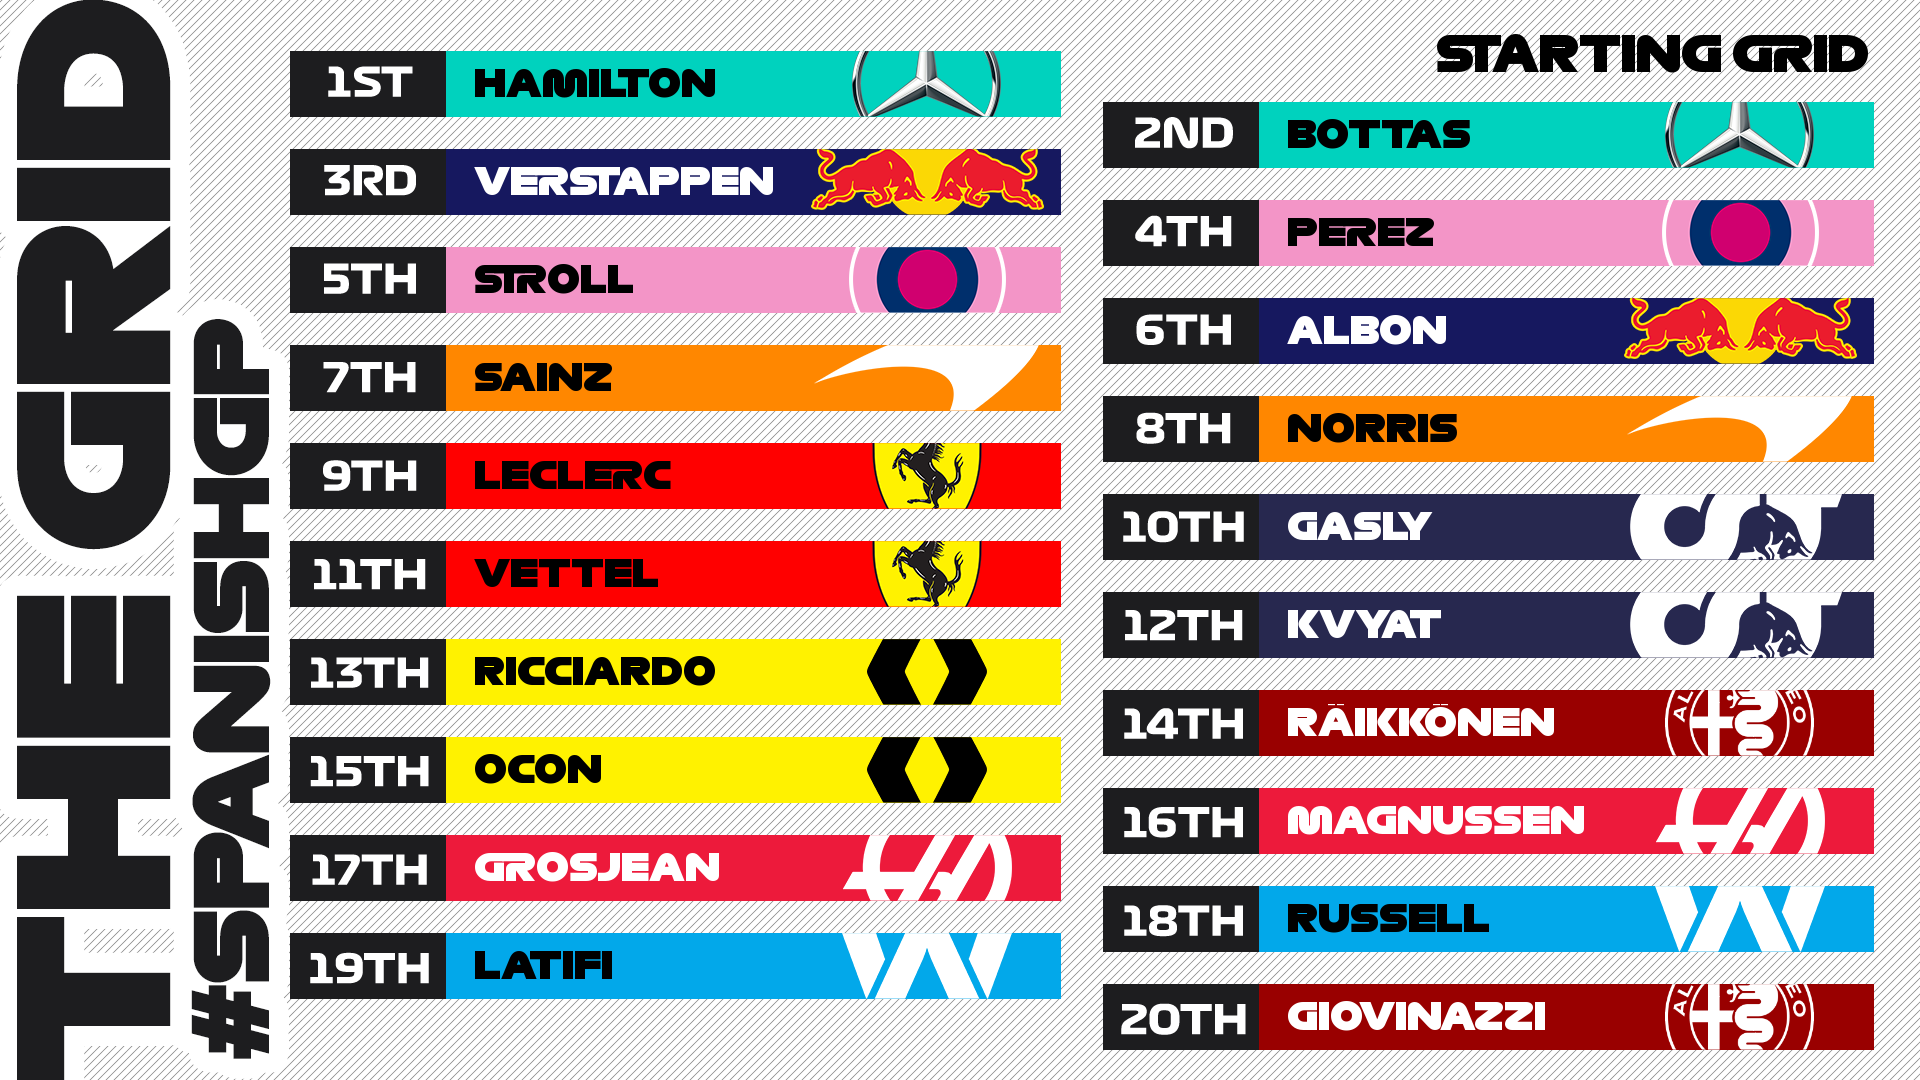 THE GRID
#SPANISHGP
STARTING GRID
1ST HAMILTON
2ND BOTTAS
3RD VERSTAPPEN
4TH PEREZ
5TH STROLL
6TH ALBON
7TH SAINZ
8TH NORRIS
9TH LECLERC
10TH GASLY
11TH VETTEL
12TH KVYAT
13TH RICCIARDO
14TH RÄIKKÖNEN
15TH OCON
16TH MAGNUSSEN
17TH GROSJEAN
18TH RUSSELL
19TH LATIFI
20TH GIOVINAZZI